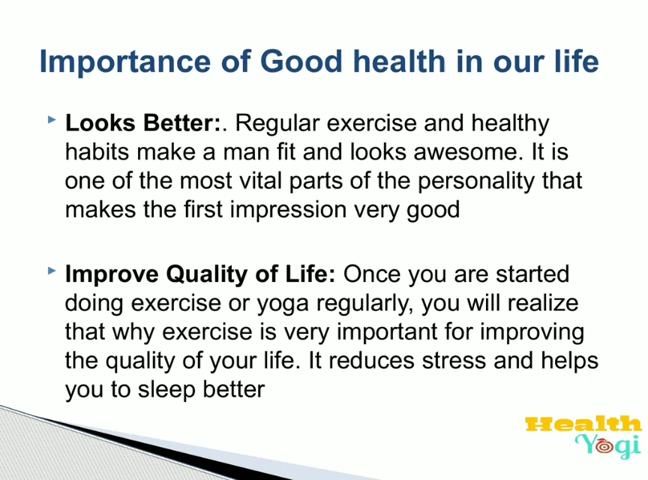 Importance of Good health in our life
Looks Better:. Regular exercise and healthy
habits make a man fit and looks awesome. It is
one of the most vital parts of the personality that
makes the first impression very good
Improve Quality of Life: Once you are started
doing exercise or yoga regularly, you will realize
that why exercise is very important for improving
the quality of your life. It reduces stress and helps
you to sleep better
Health
Yogi